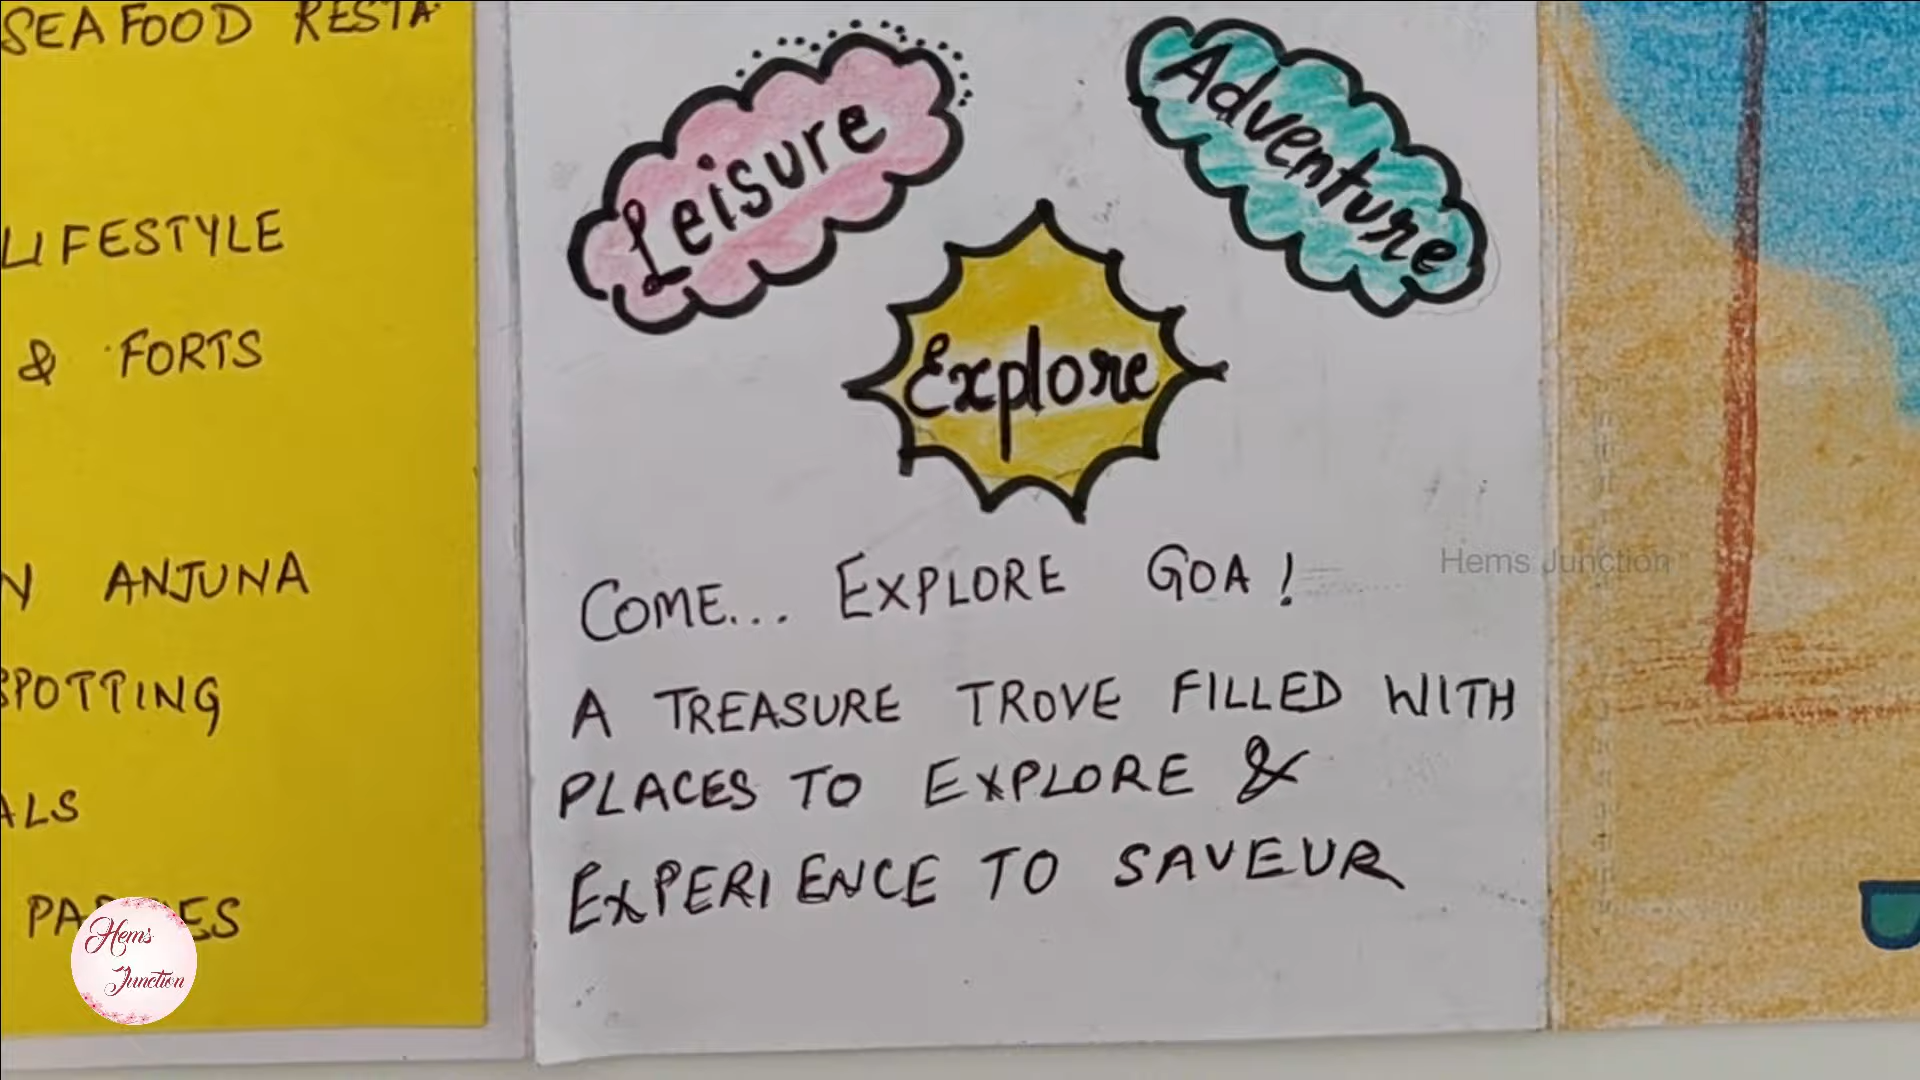 SEAFOOD RESTA
LIFESTYLE
& FORTS
ANJUNA
SPOTTING
ALS
Leisure
Adventure
Explore
COME... EXPLORE GOA!
A TREASURE TROVE FILLED WITH
PLACES TO EXPLORE &
EXPERIENCE TO SAVEUR
Hems Junction
Hems
Junction